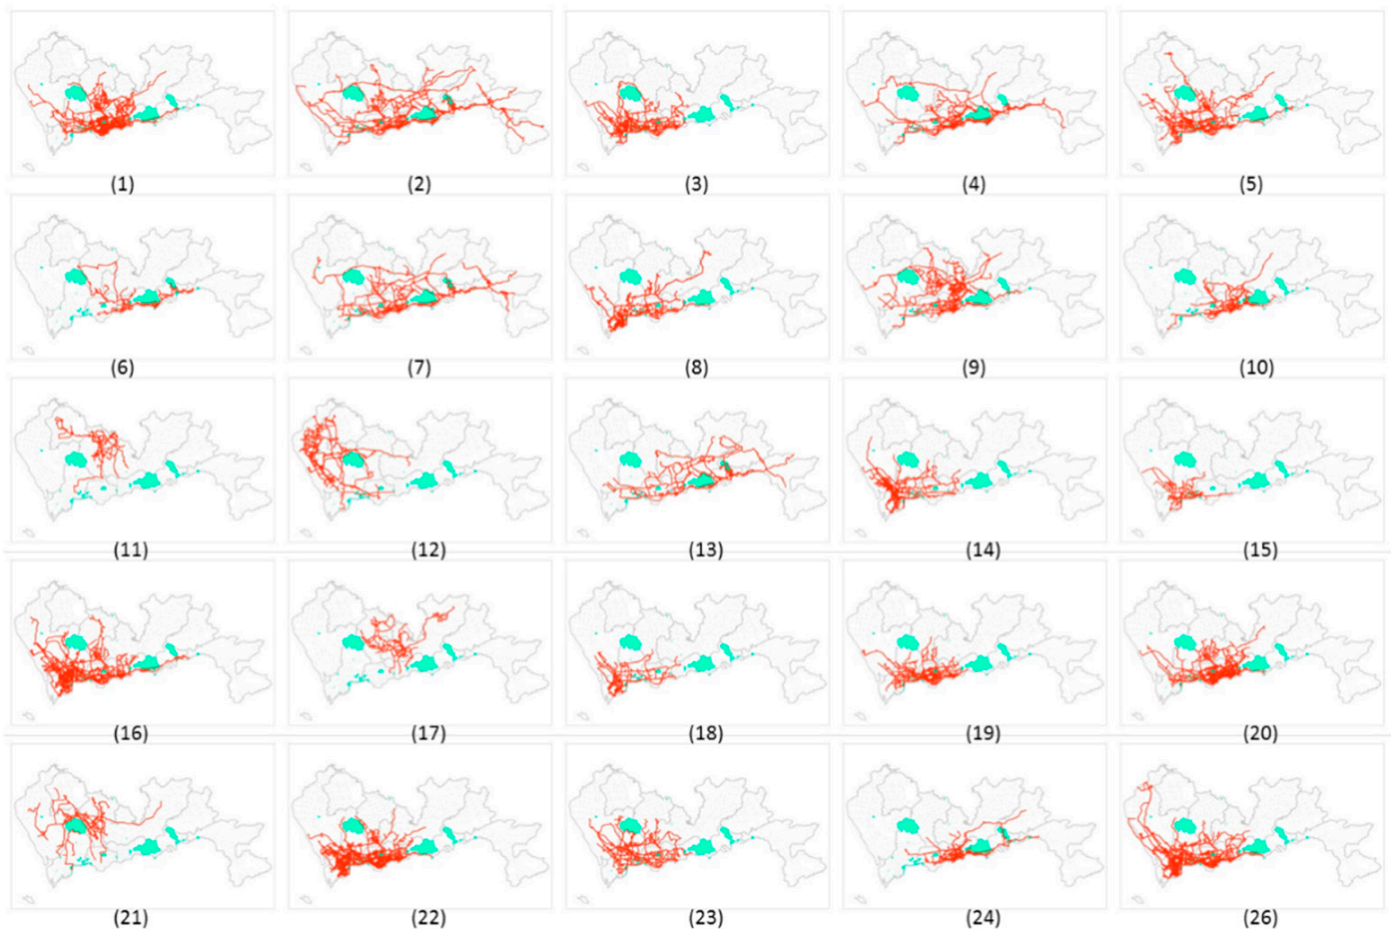 (1) (2) (3) (4) (5)
(6) (7) (8) (9) (10)
(11) (12) (13) (14) (15)
(16) (17) (18) (19) (20)
(21) (22) (23) (24) (26)